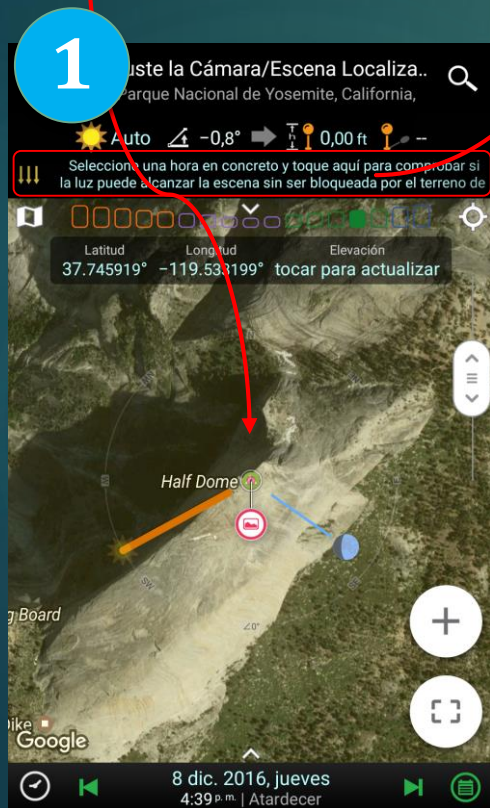 1
uste la Cámara/Escena Localiza..
Parque Nacional de Yosemite, California,
Auto -0,8° h 0,00 ft --
Seleccione una hora en concreto y toque aquí para comprobar si
la luz puede alcanzar la escena sin ser bloqueada por el terreno de
Latitud Longitud Elevación
37.745919° -119.533199° tocar para actualizar
Half Dome
SW
g Board
∠0°
Dike
Google
8 dic. 2016, jueves
4:39 p. m. | Atardecer